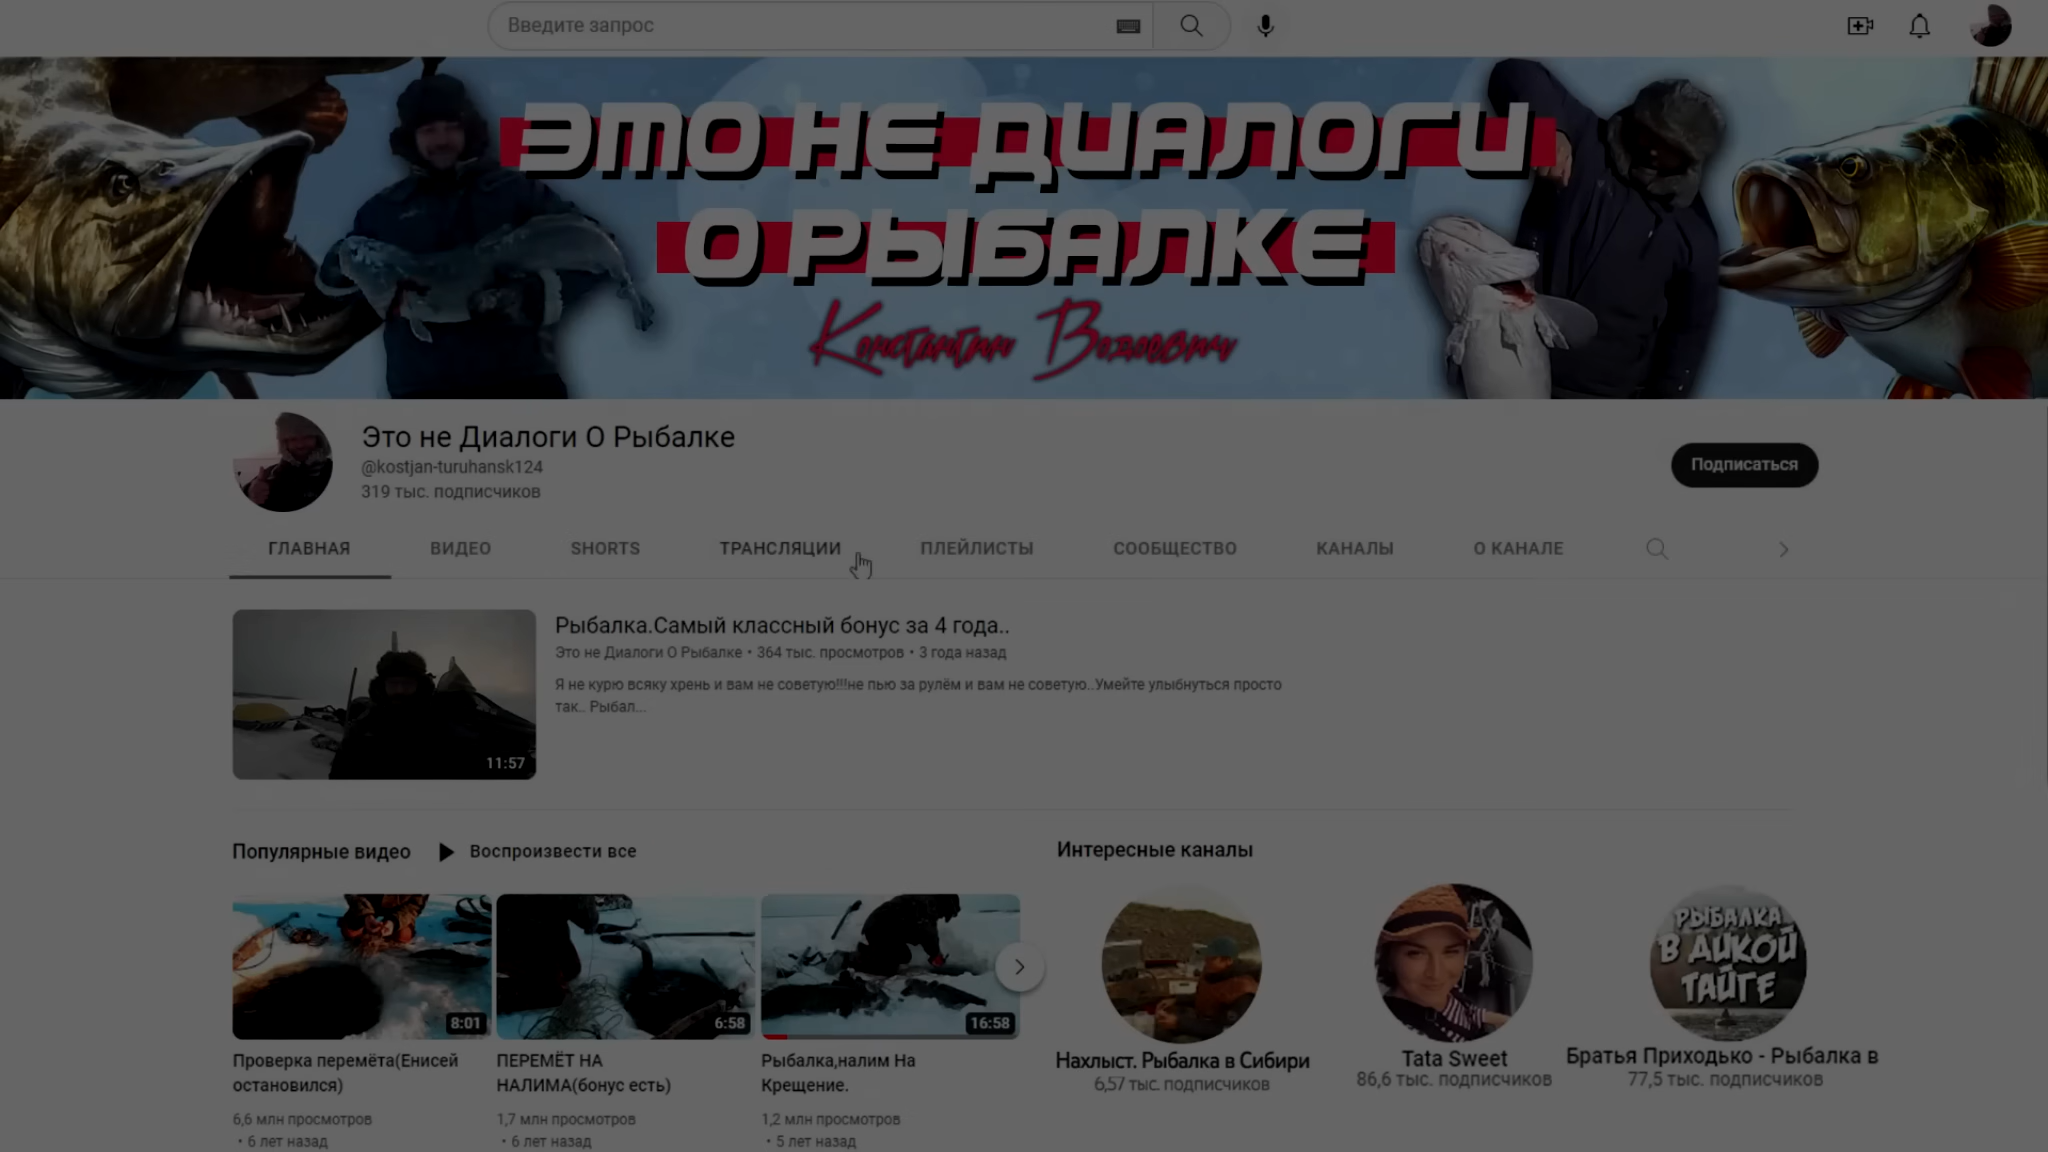 Введите запрос
ЭТО НЕ ДИАЛОГИ
О РЫБАЛКЕ
Константин
Это не Диалоги О Рыбалке
@kostjan-turuhansk124
319 тыс. подписчиков
Подписаться
ГЛАВНАЯ ВИДЕО SHORTS ТРАНСЛЯЦИИ ПЛЕЙЛИСТЫ СООБЩЕСТВО КАНАЛЫ О КАНАЛЕ
Рыбалка.Самый классный бонус за 4 года..
Это не Диалоги О Рыбалке • 364 тыс. просмотров • 3 года назад
Я не курю всяку хрень и вам не советую!!!не пью за рулём и вам не советую..Умейте улыбнуться просто
так.. Рыбал...
11:57
Популярные видео Воспроизвести все
8:01
6:58
16:58
Проверка перемёта(Енисей
остановился)
6,6 млн просмотров
• 6 лет назад
ПЕРЕМЁТ НА
НАЛИМА(бонус есть)
1,7 млн просмотров
• 6 лет назад
Рыбалка,налим На
Крещение.
1,2 млн просмотров
• 5 лет назад
Интересные каналы
РЫБАЛКА
В ДИКОЙ
ТАЙГЕ
Нахлыст. Рыбалка в Сибири
6,57 тыс. подписчиков
Tata Sweet
86,6 тыс. подписчиков
Братья Приходько - Рыбалка в
77,5 тыс. подписчиков